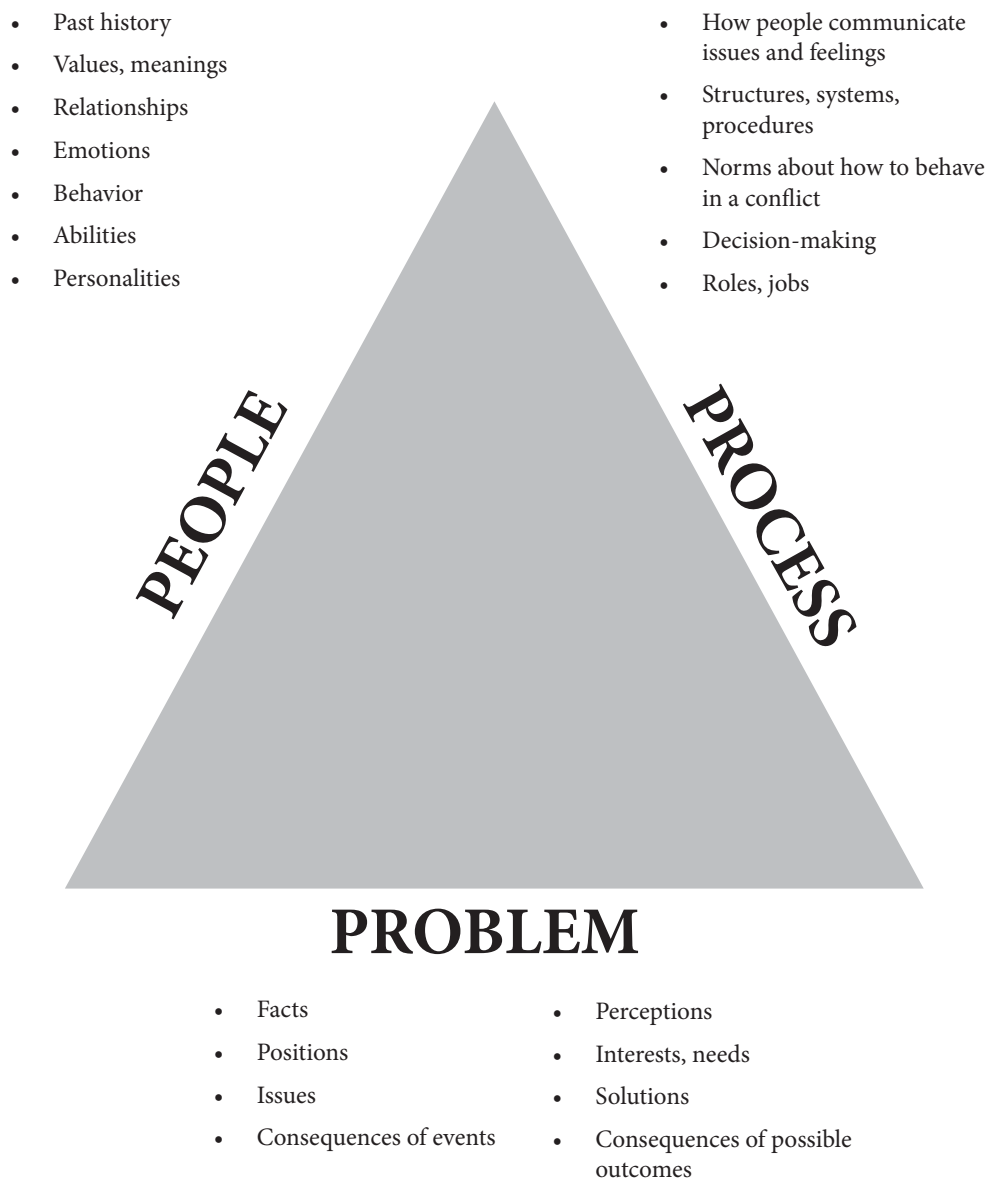 • Past history
• Values, meanings
• Relationships
• Emotions
• Behavior
• Abilities
• Personalities
• How people communicate
issues and feelings
• Structures, systems,
procedures
• Norms about how to behave
in a conflict
• Decision-making
• Roles, jobs
PEOPLE
PROCESS
PROBLEM
• Facts
• Positions
• Issues
• Consequences of events
• Perceptions
• Interests, needs
• Solutions
• Consequences of possible
outcomes